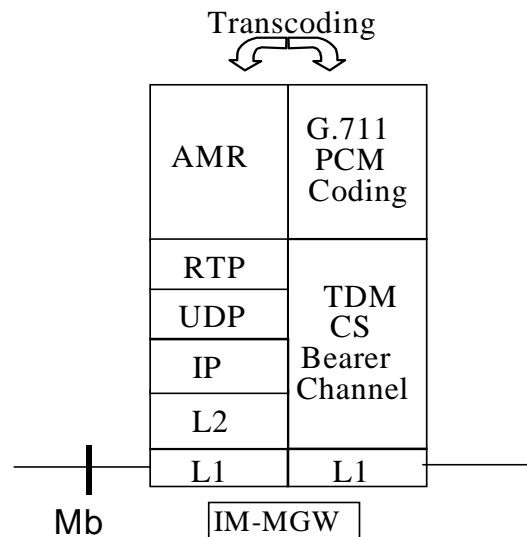 Transcoding
AMR
G.711
PCM
Coding
RTP
UDP
IP
L2
TDM
CS
Bearer
Channel
L1
L1
Mb
IM-MGW